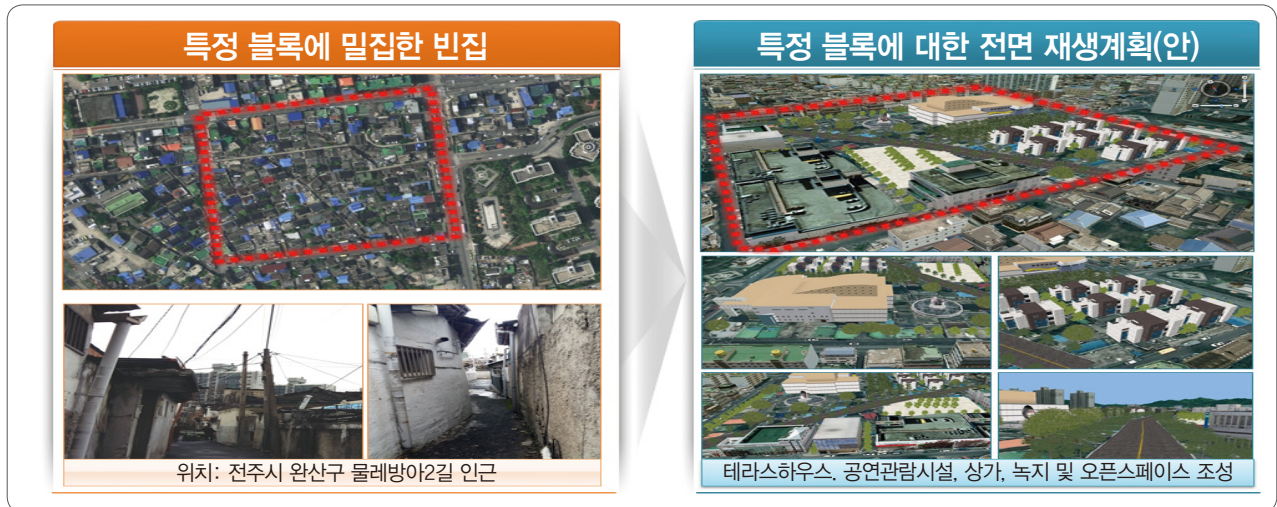 특정 블록에 밀집한 빈집
위치: 전주시 완산구 물레방아2길 인근
특정 블록에 대한 전면 재생계획(안)
테라스하우스. 공연관람시설, 상가, 녹지 및 오픈스페이스 조성